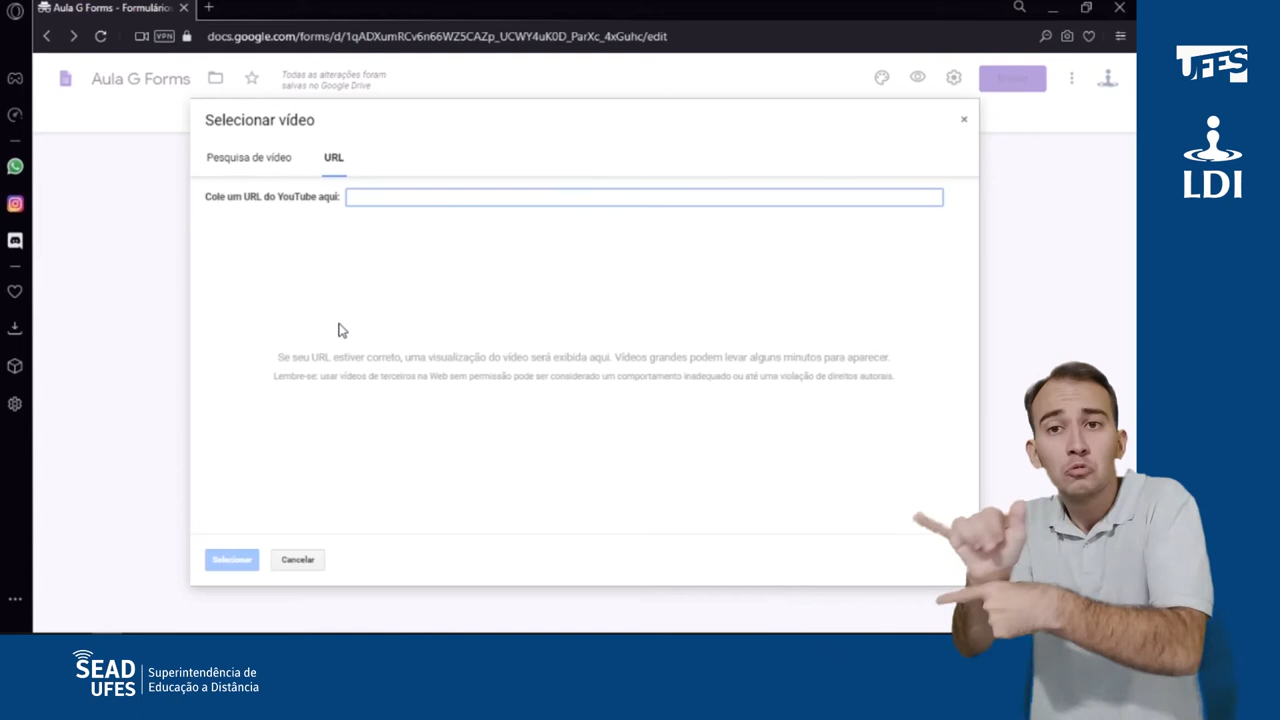 Aula G Forms - Formulários
VPN
docs.google.com/forms/d/1qADXumRCv6n66WZ5CAZp_UCWY4uK0D_ParXc_4xGuhc/edit
Aula G Forms
Todas as alterações foram
salvas no Google Drive
Selecionar vídeo
Pesquisa de vídeo
URL
Cole um URL do YouTube aqui:
Se seu URL estiver correto, uma visualização do vídeo será exibida aqui. Vídeos grandes podem levar alguns minutos para aparecer.
Lembre-se: usar vídeos de terceiros na Web sem permissão pode ser considerado um comportamento inadequado ou até uma violação de direitos autorais.
Selecionar
Cancelar
UFES
LDI
SEAD
UFES
Superintendência de
Educação a Distância